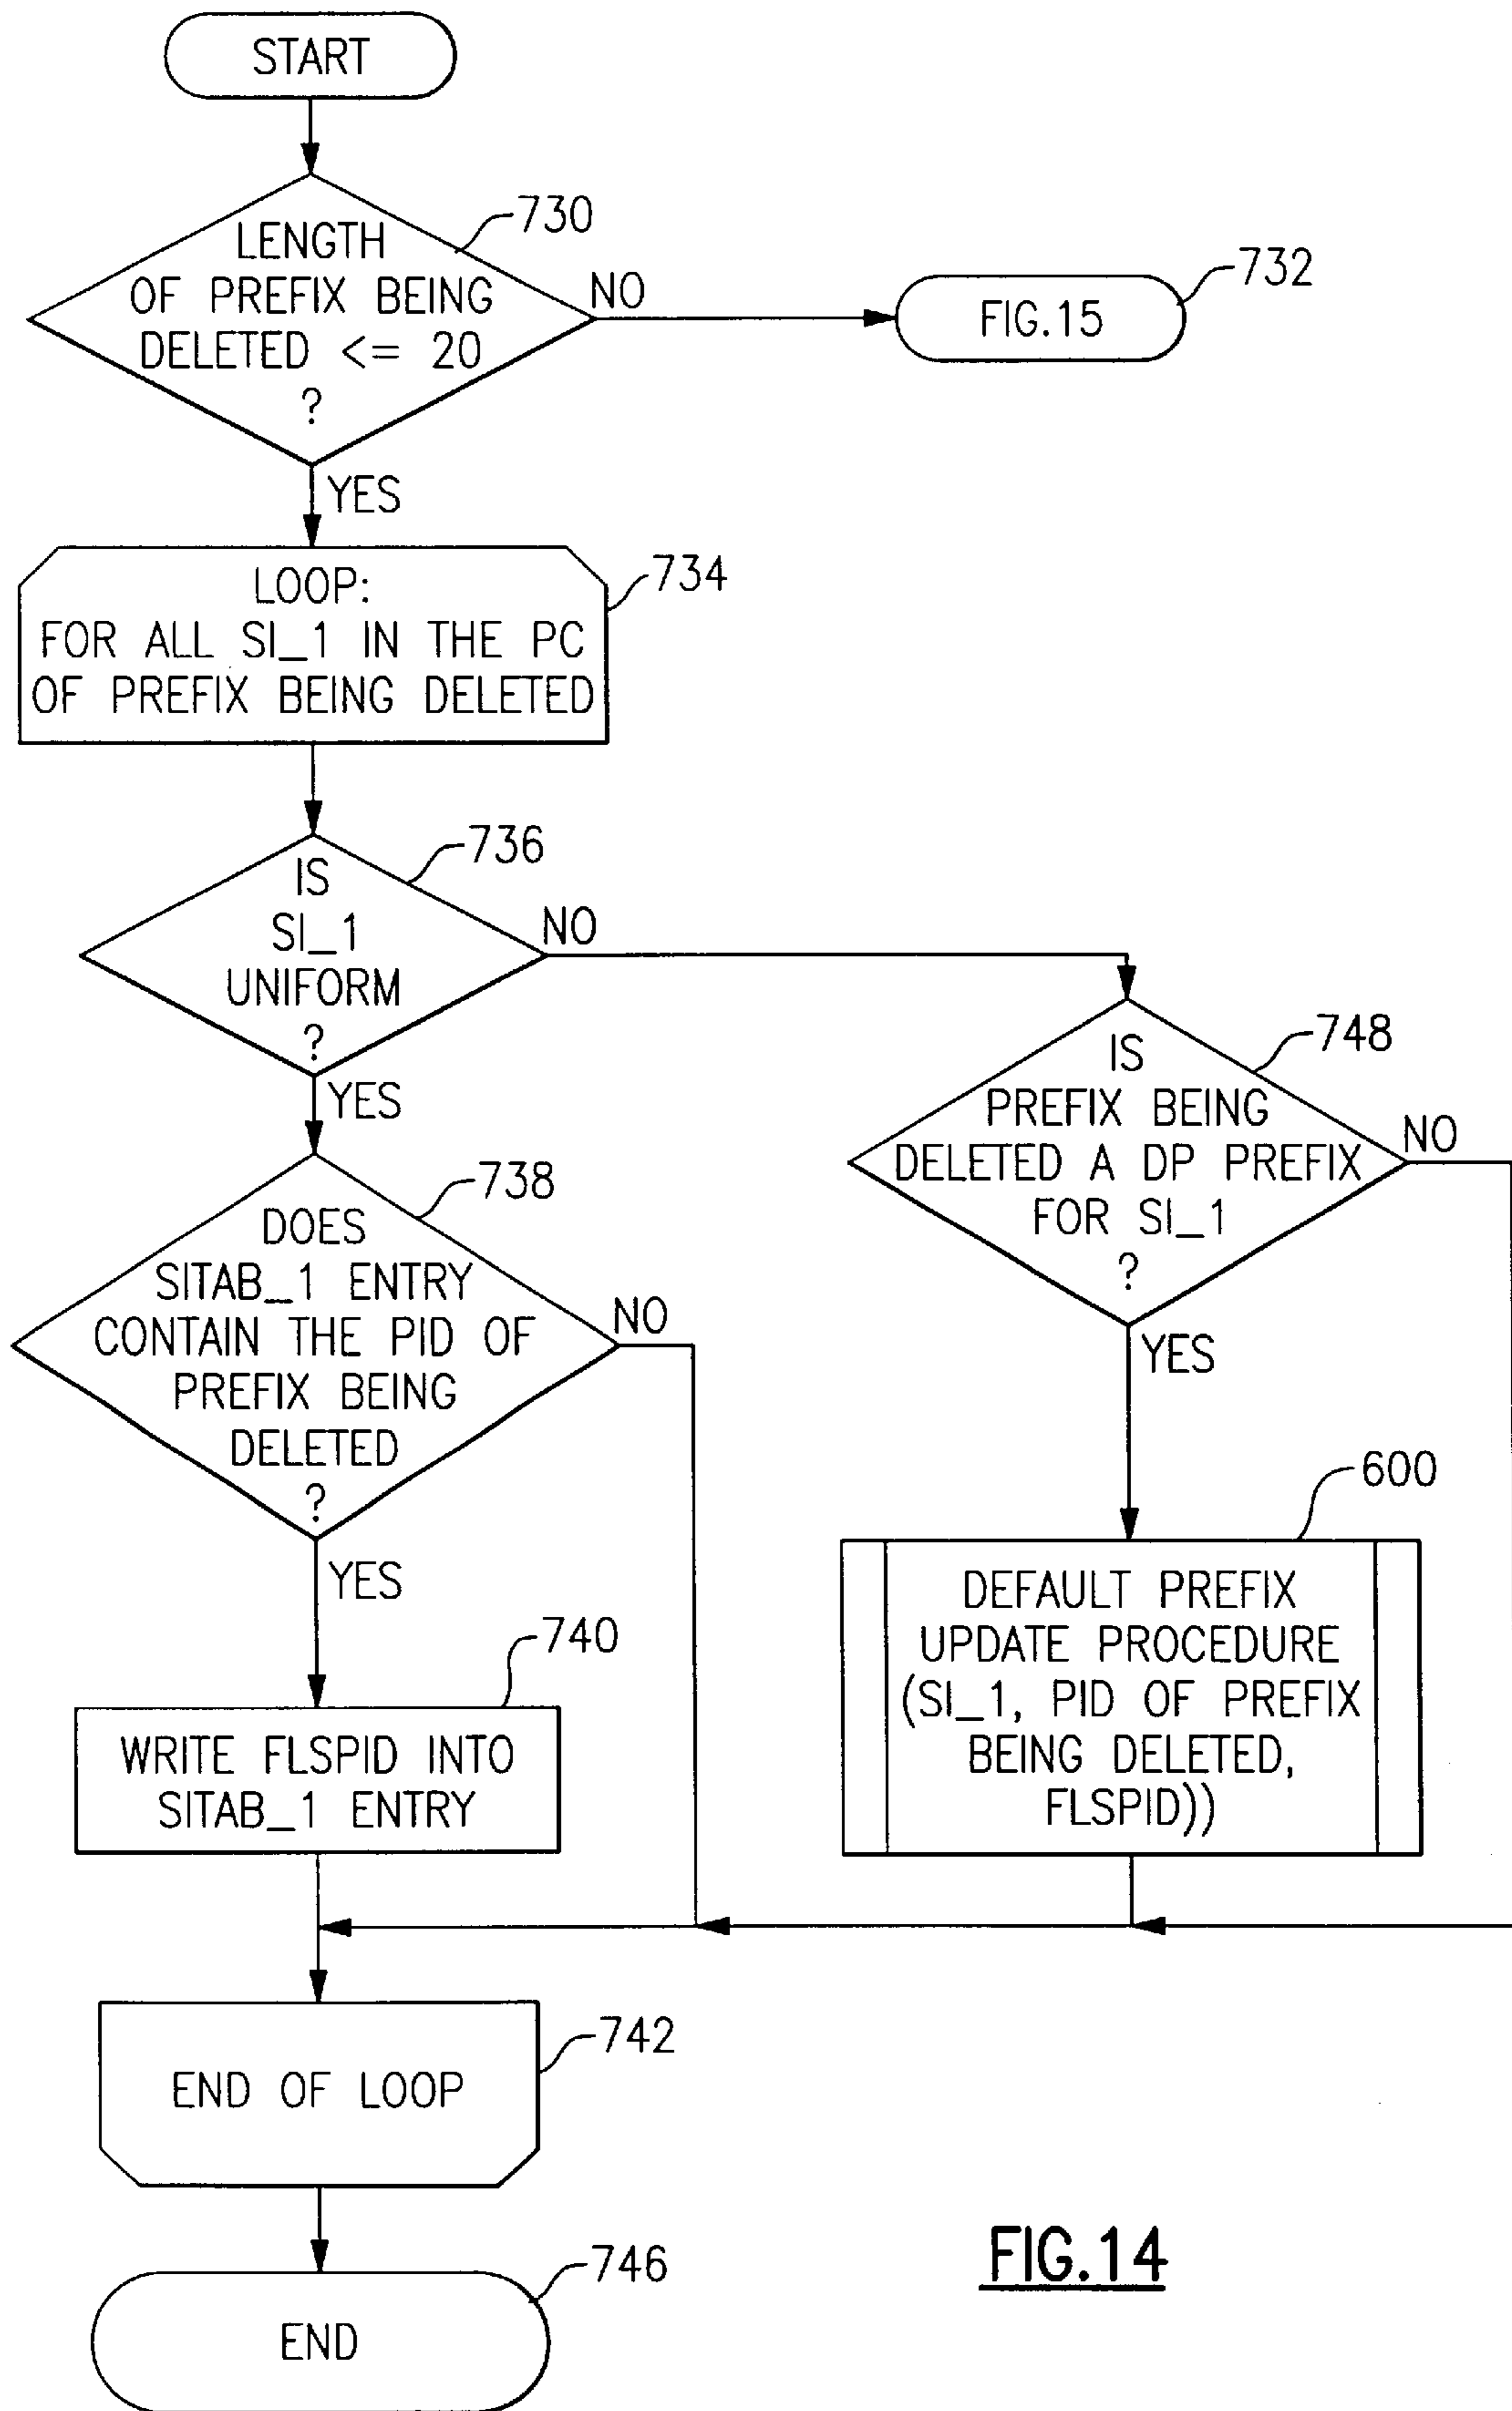 START
730
LENGTH
OF PREFIX BEING
DELETED <= 20
?
NO
FIG.15
732
YES
LOOP:
FOR ALL SI_1 IN THE PC
OF PREFIX BEING DELETED
734
IS
SI_1
UNIFORM
?
736
NO
YES
IS
PREFIX BEING
DELETED A DP PREFIX
FOR SI_1
?
748
NO
YES
DOES
SITAB_1 ENTRY
CONTAIN THE PID OF
PREFIX BEING
DELETED
?
738
NO
YES
600
DEFAULT PREFIX
UPDATE PROCEDURE
(SI_1, PID OF PREFIX
BEING DELETED,
FLSPID))
740
WRITE FLSPID INTO
SITAB_1 ENTRY
742
END OF LOOP
746
END
FIG.14